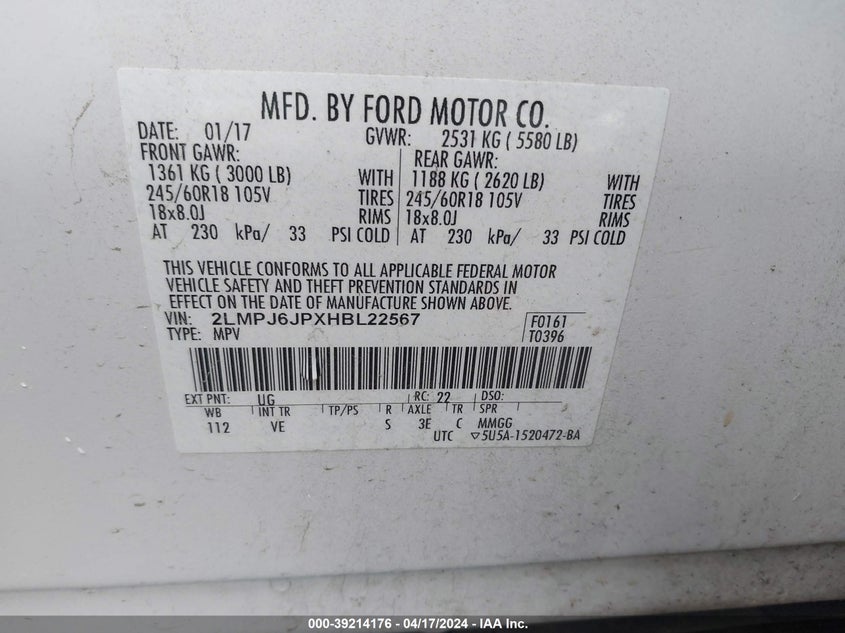 MFD. BY FORD MOTOR CO.
DATE: 01/17 GVWR: 2531 KG ( 5580 LB)
FRONT GAWR: REAR GAWR:
1361 KG ( 3000 LB) WITH 1188 KG ( 2620 LB) WITH
245/60R18 105V TIRES 245/60R18 105V TIRES
18x8.0J RIMS 18x8.0J RIMS
AT 230 kPa/ 33 PSI COLD AT 230 kPa/ 33 PSI COLD
THIS VEHICLE CONFORMS TO ALL APPLICABLE FEDERAL MOTOR
VEHICLE SAFETY AND THEFT PREVENTION STANDARDS IN
EFFECT ON THE DATE OF MANUFACTURE SHOWN ABOVE.
VIN: 2LMPJ6JPXHBL22567 F0161
TYPE: MPV T0396
EXT PNT: UG RC: 22 DSO:
WB INT TR TP/PS R AXLE TR SPR
112 VE S 3E C MMGG
UTC ▽5U5A-1520472-BA
000-39214176 - 04/17/2024 - IAA Inc.